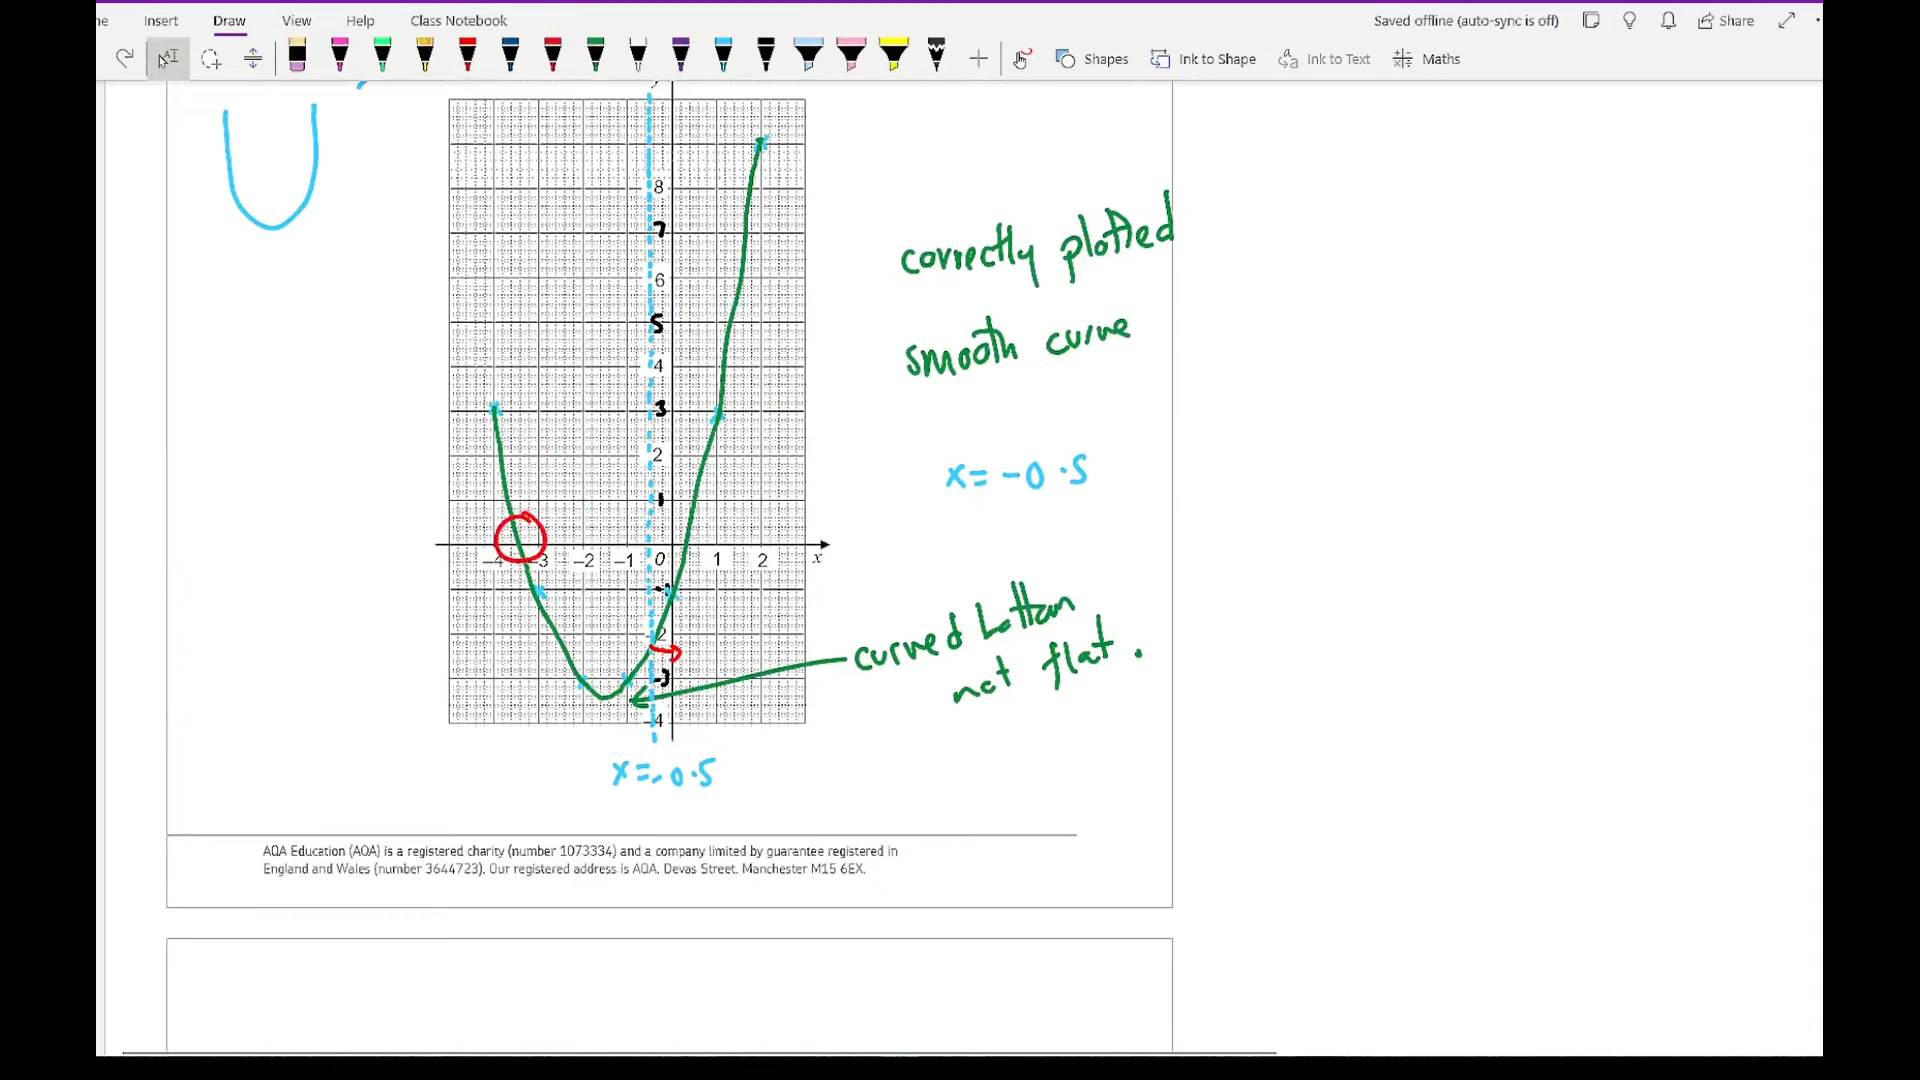 Insert Draw View Help Class Notebook
Saved offline (auto-sync is off) Share
Shapes Ink to Shape Ink to Text Maths
8
7
6
5
4
3
2
1
-4 -3 -2 -1 0 1 2 x
-1
2
-3
-4
correctly plotted
smooth curve
x = -0.5
curved bottom
not flat.
x = -0.5
AQA Education (AQA) is a registered charity (number 1073334) and a company limited by guarantee registered in
England and Wales (number 3644723). Our registered address is AQA, Devas Street, Manchester M15 6EX.